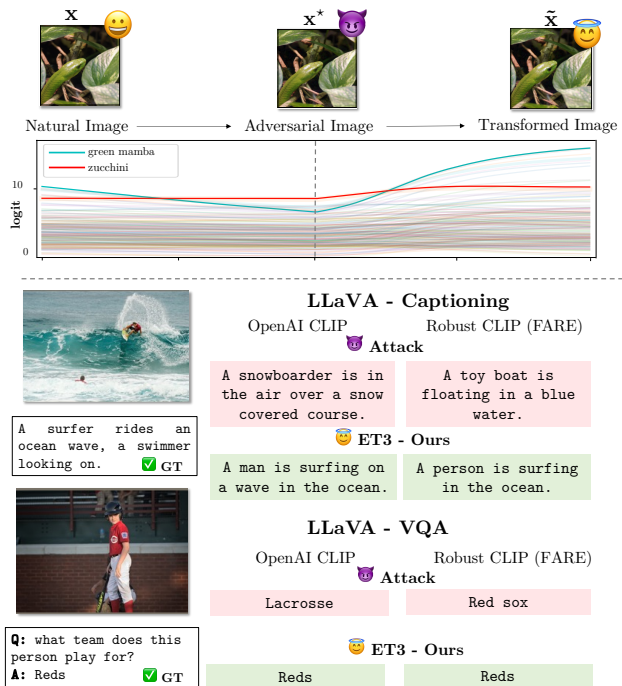 x
x⋆
x̃
Natural Image
Adversarial Image
Transformed Image
green mamba
zucchini
10
logit
0
LLaVA - Captioning
OpenAI CLIP
Robust CLIP (FARE)
Attack
A snowboarder is in
the air over a snow
covered course.
A toy boat is
floating in a blue
water.
A surfer rides an
ocean wave, a swimmer
looking on. GT
ET3 - Ours
A man is surfing on
a wave in the ocean.
A person is surfing
in the ocean.
LLaVA - VQA
OpenAI CLIP
Robust CLIP (FARE)
Attack
Lacrosse
Red sox
Q: what team does this
person play for?
A: Reds GT
ET3 - Ours
Reds
Reds